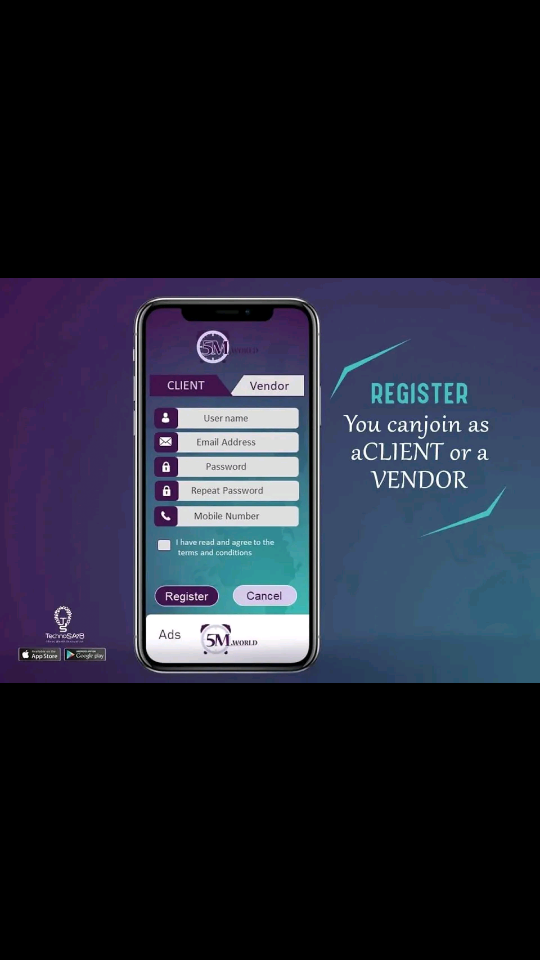 5M.WORLD
CLIENT
Vendor
User name
Email Address
Password
Repeat Password
Mobile Number
I have read and agree to the
terms and conditions
Register
Cancel
Ads
5M.WORLD
REGISTER
You canjoin as
aCLIENT or a
VENDOR
App Store
Google play